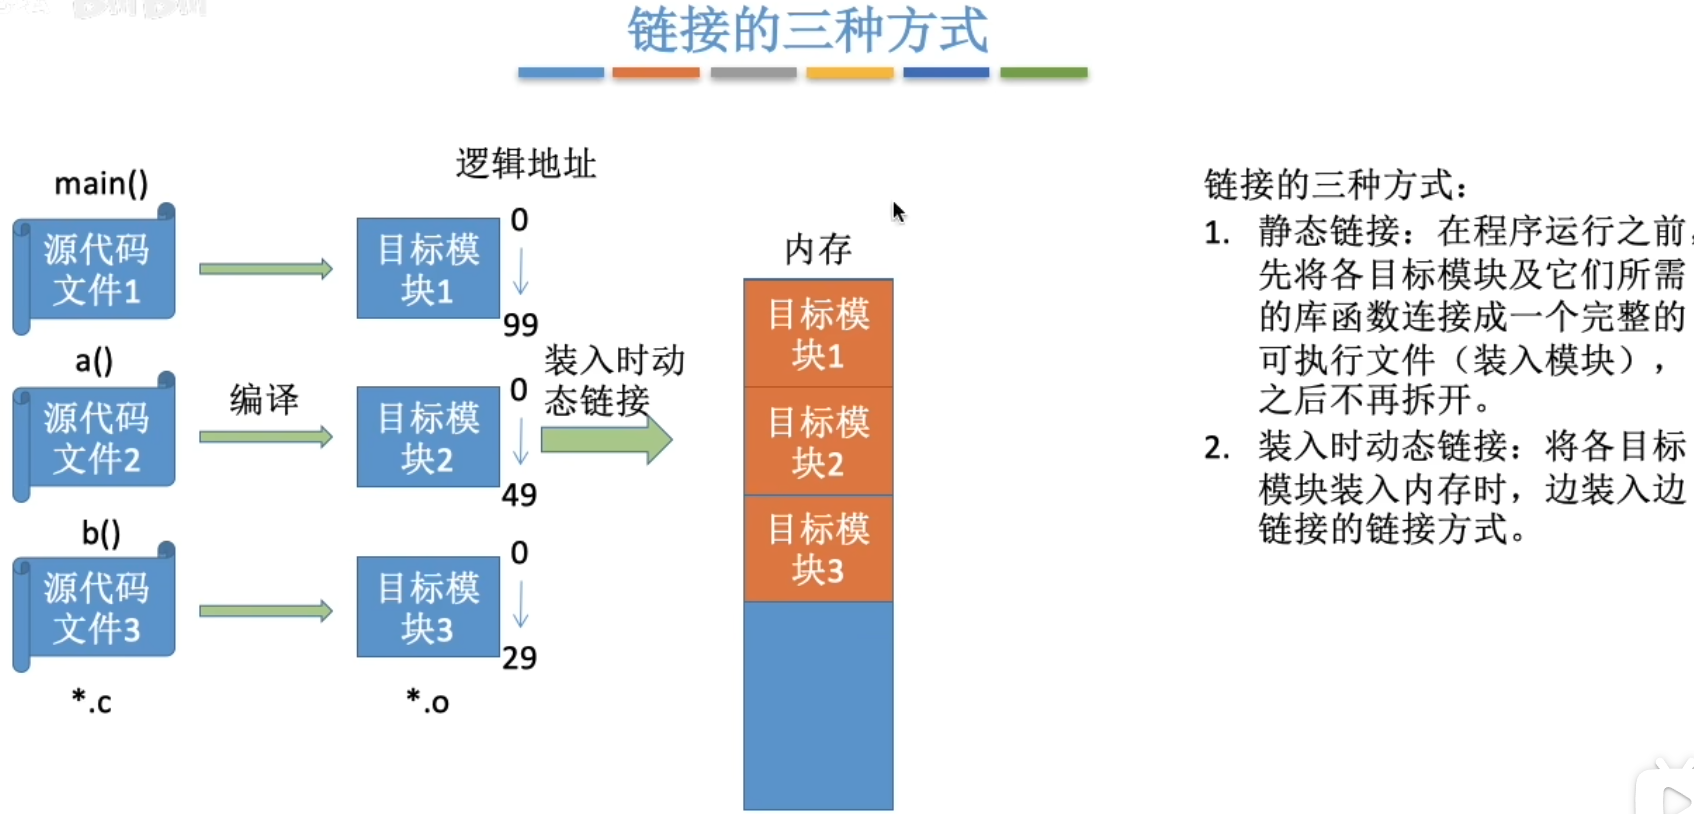 链接的三种方式
逻辑地址
main()
源代码
文件1
目标模
块1
0
99
a()
源代码
文件2
编译
目标模
块2
0
49
装入时动
态链接
b()
源代码
文件3
目标模
块3
0
29
*.c
*.o
内存
目标模
块1
目标模
块2
目标模
块3
链接的三种方式：
1. 静态链接：在程序运行之前，
先将各目标模块及它们所需
的库函数连接成一个完整的
可执行文件（装入模块），
之后不再拆开。
2. 装入时动态链接：将各目标
模块装入内存时，边装入边
链接的链接方式。